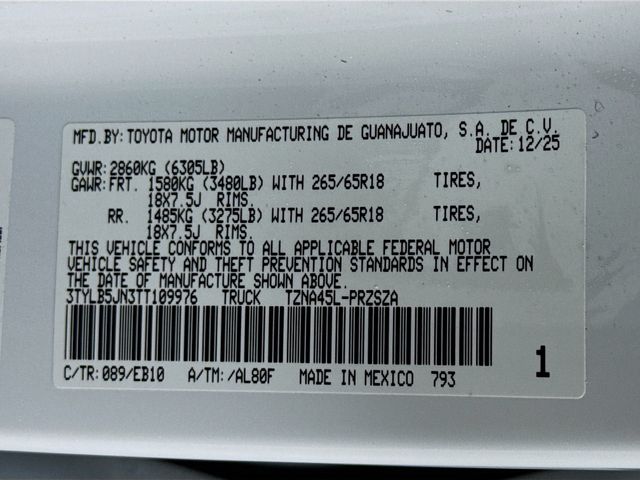 MFD.BY: TOYOTA MOTOR MANUFACTURING DE GUANAJUATO, S.A. DE C.V.
DATE: 12/25
GVWR: 2860KG (6305LB)
GAWR: FRT. 1580KG (3480LB) WITH 265/65R18 TIRES,
18X7.5J RIMS.
RR. 1485KG (3275LB) WITH 265/65R18 TIRES,
18X7.5J RIMS.
THIS VEHICLE CONFORMS TO ALL APPLICABLE FEDERAL MOTOR
VEHICLE SAFETY AND THEFT PREVENTION STANDARDS IN EFFECT ON
THE DATE OF MANUFACTURE SHOWN ABOVE.
3TYLB5JN3TT109976 TRUCK TZNA45L-PRZSZA
C/TR: 089/EB10 A/TM: /AL80F MADE IN MEXICO 793 1